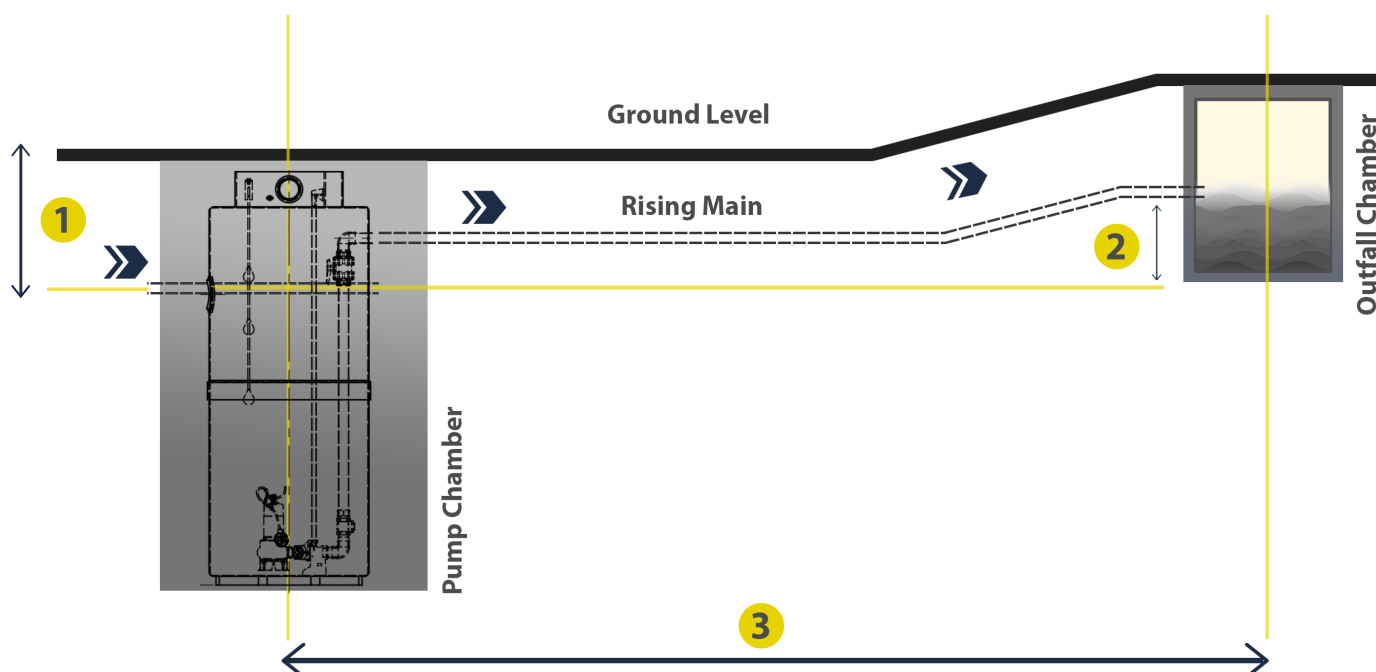 Ground Level
1
Rising Main
2
Outfall Chamber
Pump Chamber
3